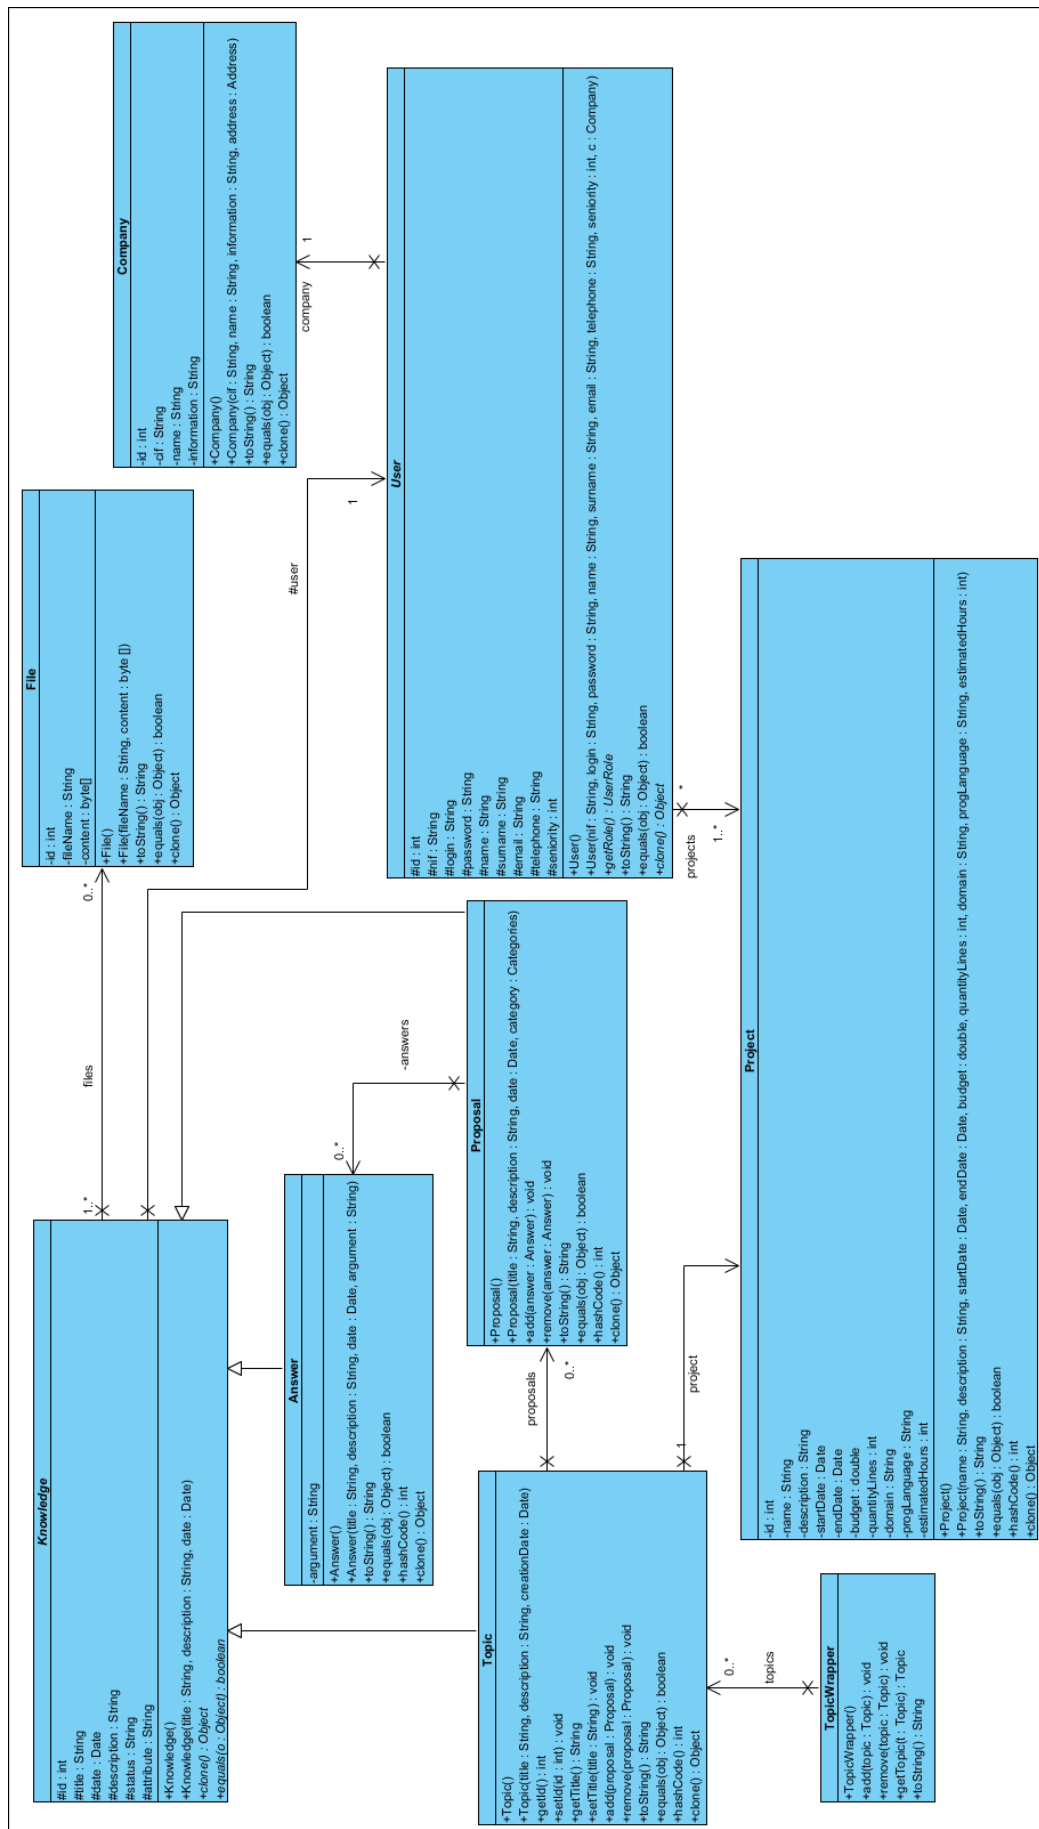 Knowledge
#id : int
#title : String
#date : Date
#description : String
#status : String
#attribute : String
+Knowledge()
+Knowledge(title : String, description : String, date : Date)
+clone() : Object
+equals(o : Object) : boolean
1..*
files
0..*
File
-id : int
-fileName : String
-content : byte[]
+File()
+File(fileName : String, content : byte [])
+toString() : String
+equals(obj : Object) : boolean
+clone() : Object
Company
-id : int
-cif : String
-name : String
-information : String
+Company()
+Company(cif : String, name : String, information : String, address : Address)
+toString() : String
+equals(obj : Object) : boolean
+clone() : Object
company
1
#user
1
Answer
-argument : String
+Answer()
+Answer(title : String, description : String, date : Date, argument : String)
+toString() : String
+equals(obj : Object) : boolean
+hashCode() : int
+clone() : Object
0..*
-answers
User
#id : int
#nif : String
#login : String
#password : String
#name : String
#surname : String
#email : String
#telephone : String
#seniority : int
+User()
+User(nif : String, login : String, password : String, name : String, surname : String, email : String, telephone : String, seniority : int, c : Company)
+getRole() : UserRole
+toString() : String
+equals(obj : Object) : boolean
+clone() : Object
Proposal
+Proposal()
+Proposal(title : String, description : String, date : Date, category : Categories)
+add(answer : Answer) : void
+remove(answer : Answer) : void
+toString() : String
+equals(obj : Object) : boolean
+hashCode() : int
+clone() : Object
proposals
0..*
Topic
+Topic()
+Topic(title : String, description : String, creationDate : Date)
+getId() : int
+setId(id : int) : void
+getTitle() : String
+setTitle(title : String) : void
+add(proposal : Proposal) : void
+remove(proposal : Proposal) : void
+toString() : String
+equals(obj : Object) : boolean
+hashCode() : int
+clone() : Object
1
project
projects
*
1..*
0..*
topics
Project
-id : int
-name : String
-description : String
-startDate : Date
-endDate : Date
-budget : double
-quantityLines : int
-domain : String
-progLanguage : String
-estimatedHours : int
+Project()
+Project(name : String, description : String, startDate : Date, endDate : Date, budget : double, quantityLines : int, domain : String, progLanguage : String, estimatedHours : int)
+toString() : String
+equals(obj : Object) : boolean
+hashCode() : int
+clone() : Object
TopicWrapper
+TopicWrapper()
+add(topic : Topic) : void
+remove(topic : Topic) : void
+getTopic(t : Topic) : Topic
+toString() : String